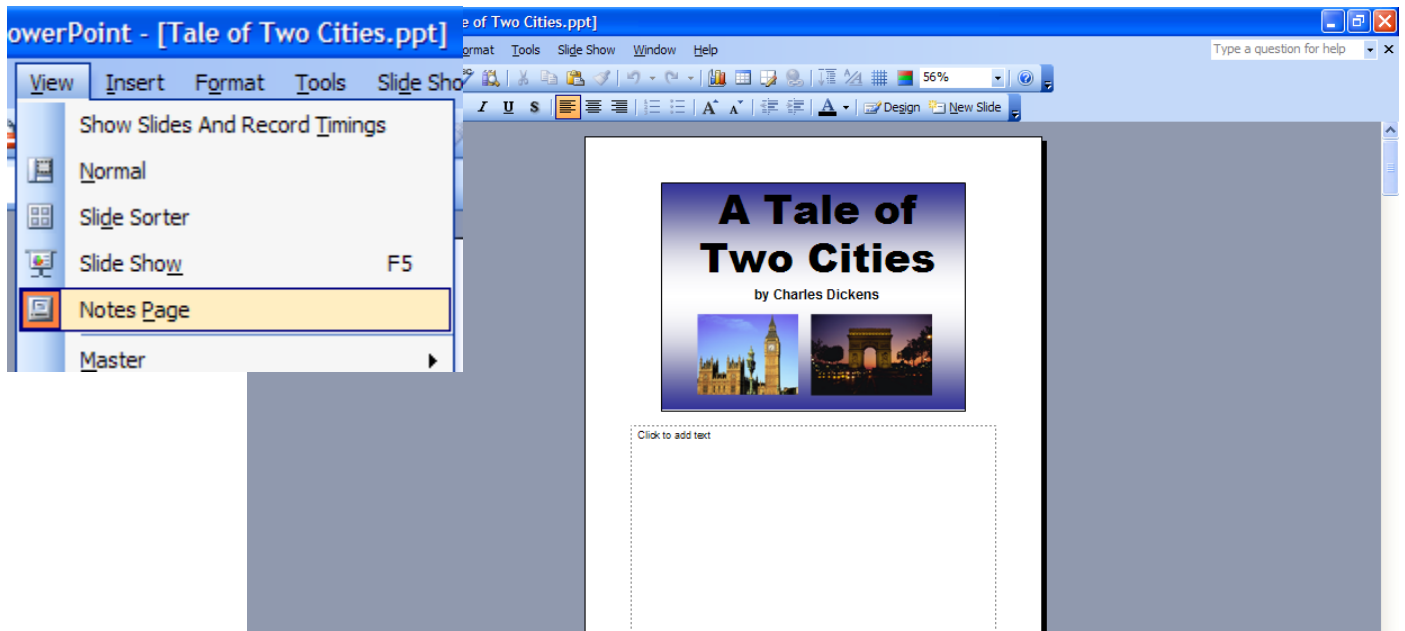 owerPoint - [Tale of Two Cities.ppt]
View Insert Format Tools Slide Sho
Show Slides And Record Timings
Normal
Slide Sorter
Slide Show F5
Notes Page
Master
e of Two Cities.ppt]
ormat Tools Slide Show Window Help Type a question for help
56%
I U S A A A Design New Slide
A Tale of
Two Cities
by Charles Dickens
Click to add text